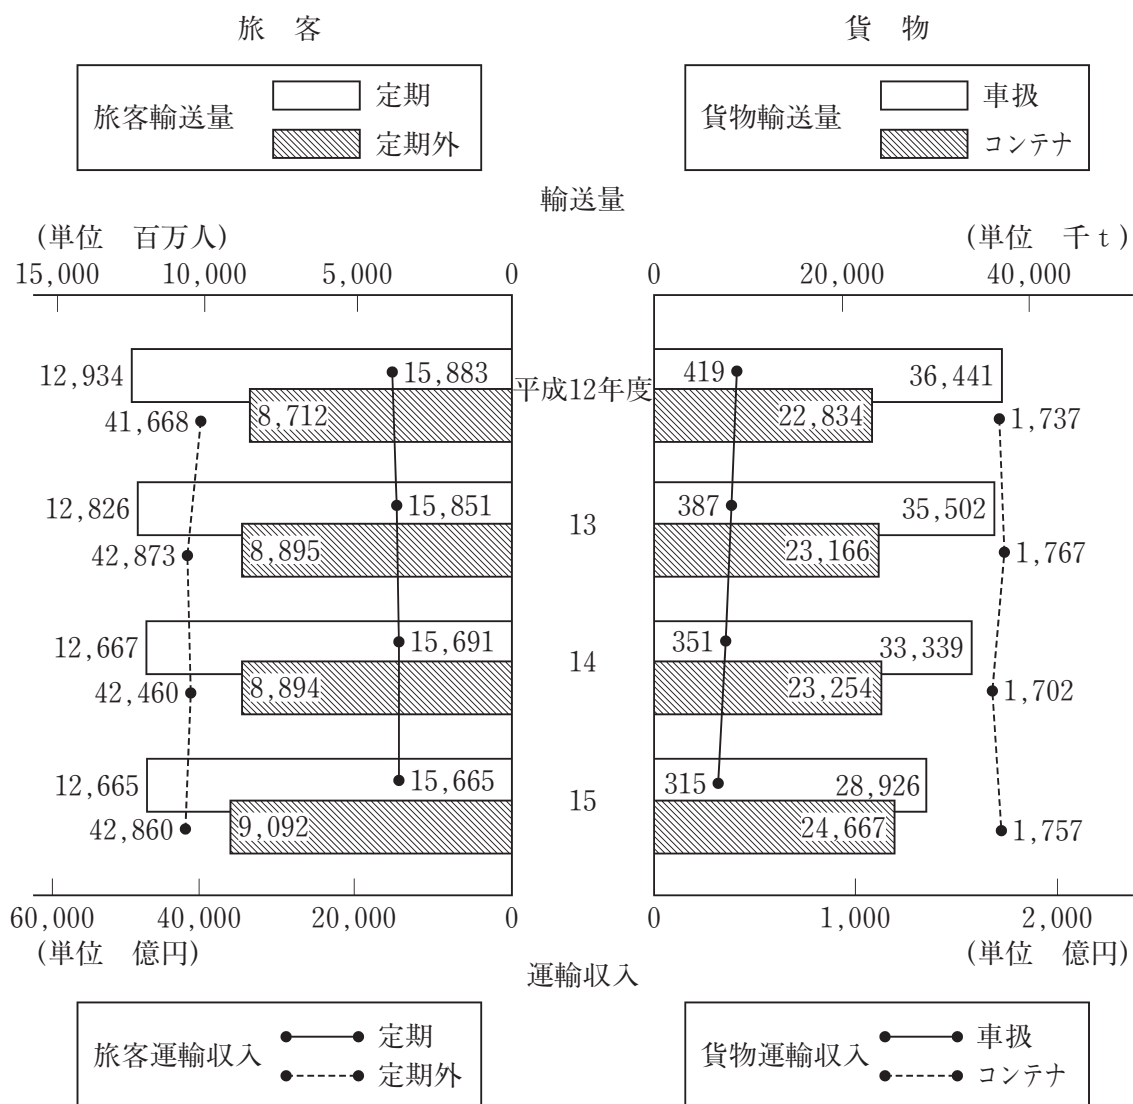 旅 客
貨 物
旅客輸送量
定期
定期外
貨物輸送量
車扱
コンテナ
輸送量
(単位 百万人)
(単位 千t)
15,000 10,000 5,000 0
0 20,000 40,000
12,934
15,883
41,668
8,712
平成12年度
419
36,441
22,834
1,737
12,826
15,851
42,873
8,895
13
387
35,502
23,166
1,767
12,667
15,691
42,460
8,894
14
351
33,339
23,254
1,702
12,665
15,665
42,860
9,092
15
315
28,926
24,667
1,757
60,000 40,000 20,000 0
0 1,000 2,000
(単位 億円)
(単位 億円)
運輸収入
旅客運輸収入
定期
定期外
貨物運輸収入
車扱
コンテナ